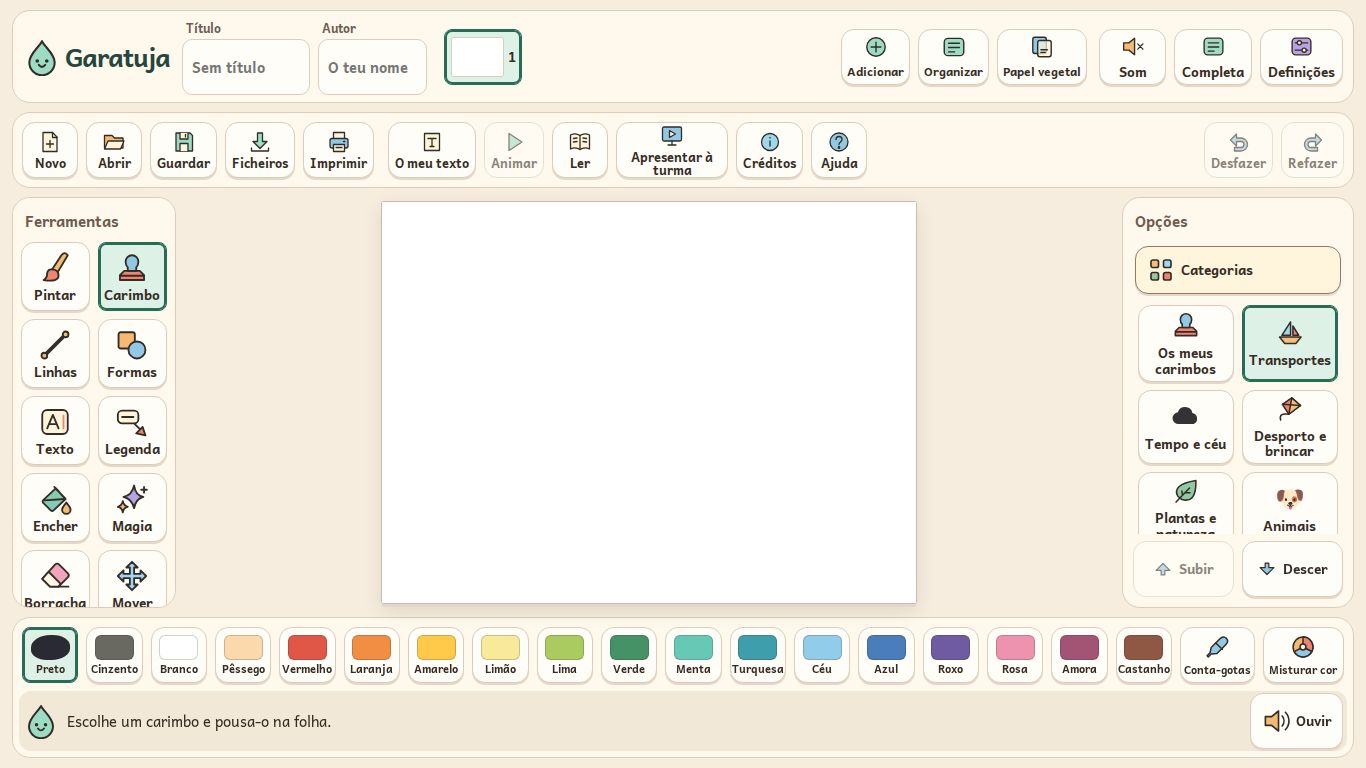 Garatuja
Título
Sem título
Autor
O teu nome
1
Adicionar
Organizar
Papel vegetal
Som
Completa
Definições
Novo
Abrir
Guardar
Ficheiros
Imprimir
O meu texto
Animar
Ler
Apresentar à
turma
Créditos
Ajuda
Desfazer
Refazer
Ferramentas
Pintar
Carimbo
Linhas
Formas
Texto
Legenda
Encher
Magia
Borracha
Mover
Opções
Categorias
Os meus
carimbos
Transportes
Tempo e céu
Desporto e
brincar
Plantas e
natureza
Animais
Subir
Descer
Preto
Cinzento
Branco
Pêssego
Vermelho
Laranja
Amarelo
Limão
Lima
Verde
Menta
Turquesa
Céu
Azul
Roxo
Rosa
Amora
Castanho
Conta-gotas
Misturar cor
Escolhe um carimbo e pousa-o na folha.
Ouvir